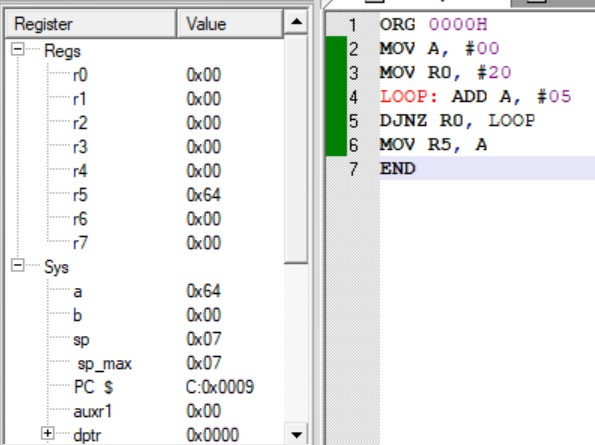 Register Value
Regs
r0 0x00
r1 0x00
r2 0x00
r3 0x00
r4 0x00
r5 0x64
r6 0x00
r7 0x00
Sys
a 0x64
b 0x00
sp 0x07
sp_max 0x07
PC $ C:0x0009
auxr1 0x00
dptr 0x0000
1 ORG 0000H
2 MOV A, #00
3 MOV R0, #20
4 LOOP: ADD A, #05
5 DJNZ R0, LOOP
6 MOV R5, A
7 END